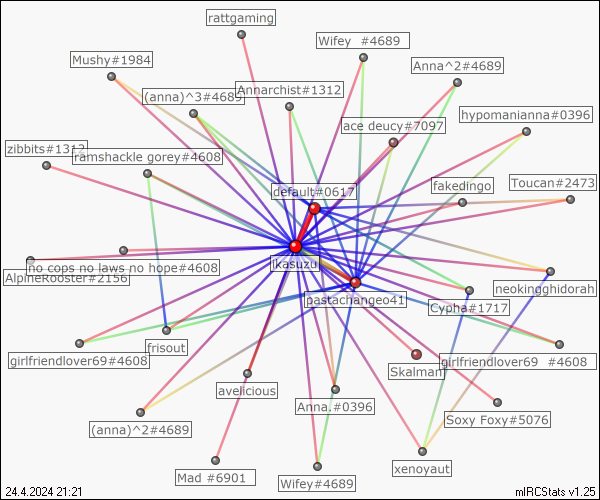 rattgaming
Wifey #4689
Mushy#1984
Anna^2#4689
(anna)^3#4689
Annarchist#1312
hypomanianna#0396
ace deucy#7097
zibbits#1312
ramshackle gorey#4608
default#0617
fakedingo
Toucan#2473
ikasuzu
no cops no laws no hope#4608
AlpineRooster#2156
neokingghidorah
pastachangeo41
Cypha#1717
frisout
girlfriendlover69#4608
girlfriendlover69 #4608
Skalmanj
avelicious
Anna.#0396
Soxy Foxy#5076
(anna)^2#4689
xenoyaut
Mad #6901
Wifey#4689
24.4.2024 21:21
mIRCStats v1.25